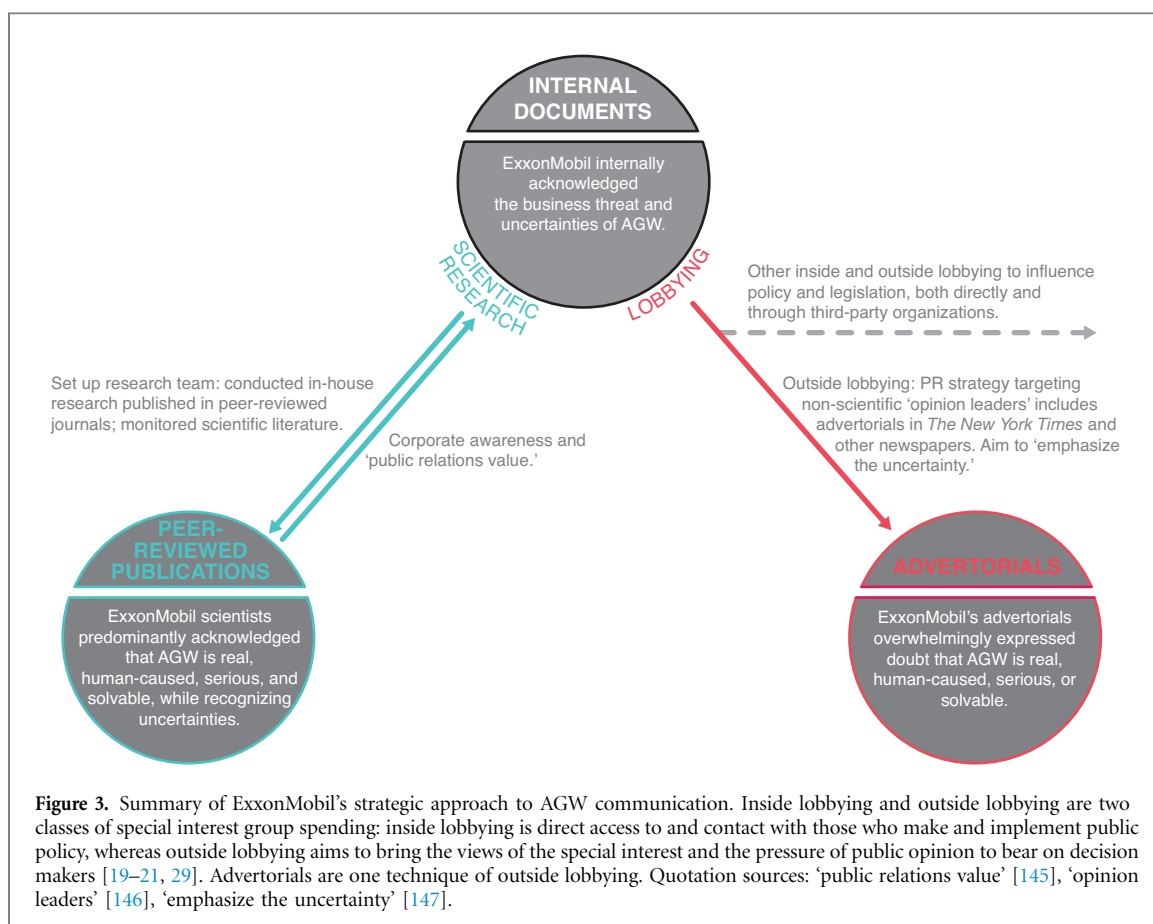 INTERNAL
DOCUMENTS
ExxonMobil internally
acknowledged
the business threat and
uncertainties of AGW.
SCIENTIFIC
RESEARCH
LOBBYING
Other inside and outside lobbying to influence
policy and legislation, both directly and
through third-party organizations.
Set up research team: conducted in-house
research published in peer-reviewed
journals; monitored scientific literature.
Corporate awareness and
‘public relations value.’
Outside lobbying: PR strategy targeting
non-scientific ‘opinion leaders’ includes
advertorials in The New York Times and
other newspapers. Aim to ‘emphasize
the uncertainty.’
PEER-
REVIEWED
PUBLICATIONS
ExxonMobil scientists
predominantly acknowledged
that AGW is real,
human-caused, serious, and
solvable, while recognizing
uncertainties.
ADVERTORIALS
ExxonMobil’s advertorials
overwhelmingly expressed
doubt that AGW is real,
human-caused, serious, or
solvable.
Figure 3. Summary of ExxonMobil’s strategic approach to AGW communication. Inside lobbying and outside lobbying are two
classes of special interest group spending: inside lobbying is direct access to and contact with those who make and implement public
policy, whereas outside lobbying aims to bring the views of the special interest and the pressure of public opinion to bear on decision
makers [19–21, 29]. Advertorials are one technique of outside lobbying. Quotation sources: ‘public relations value’ [145], ‘opinion
leaders’ [146], ‘emphasize the uncertainty’ [147].